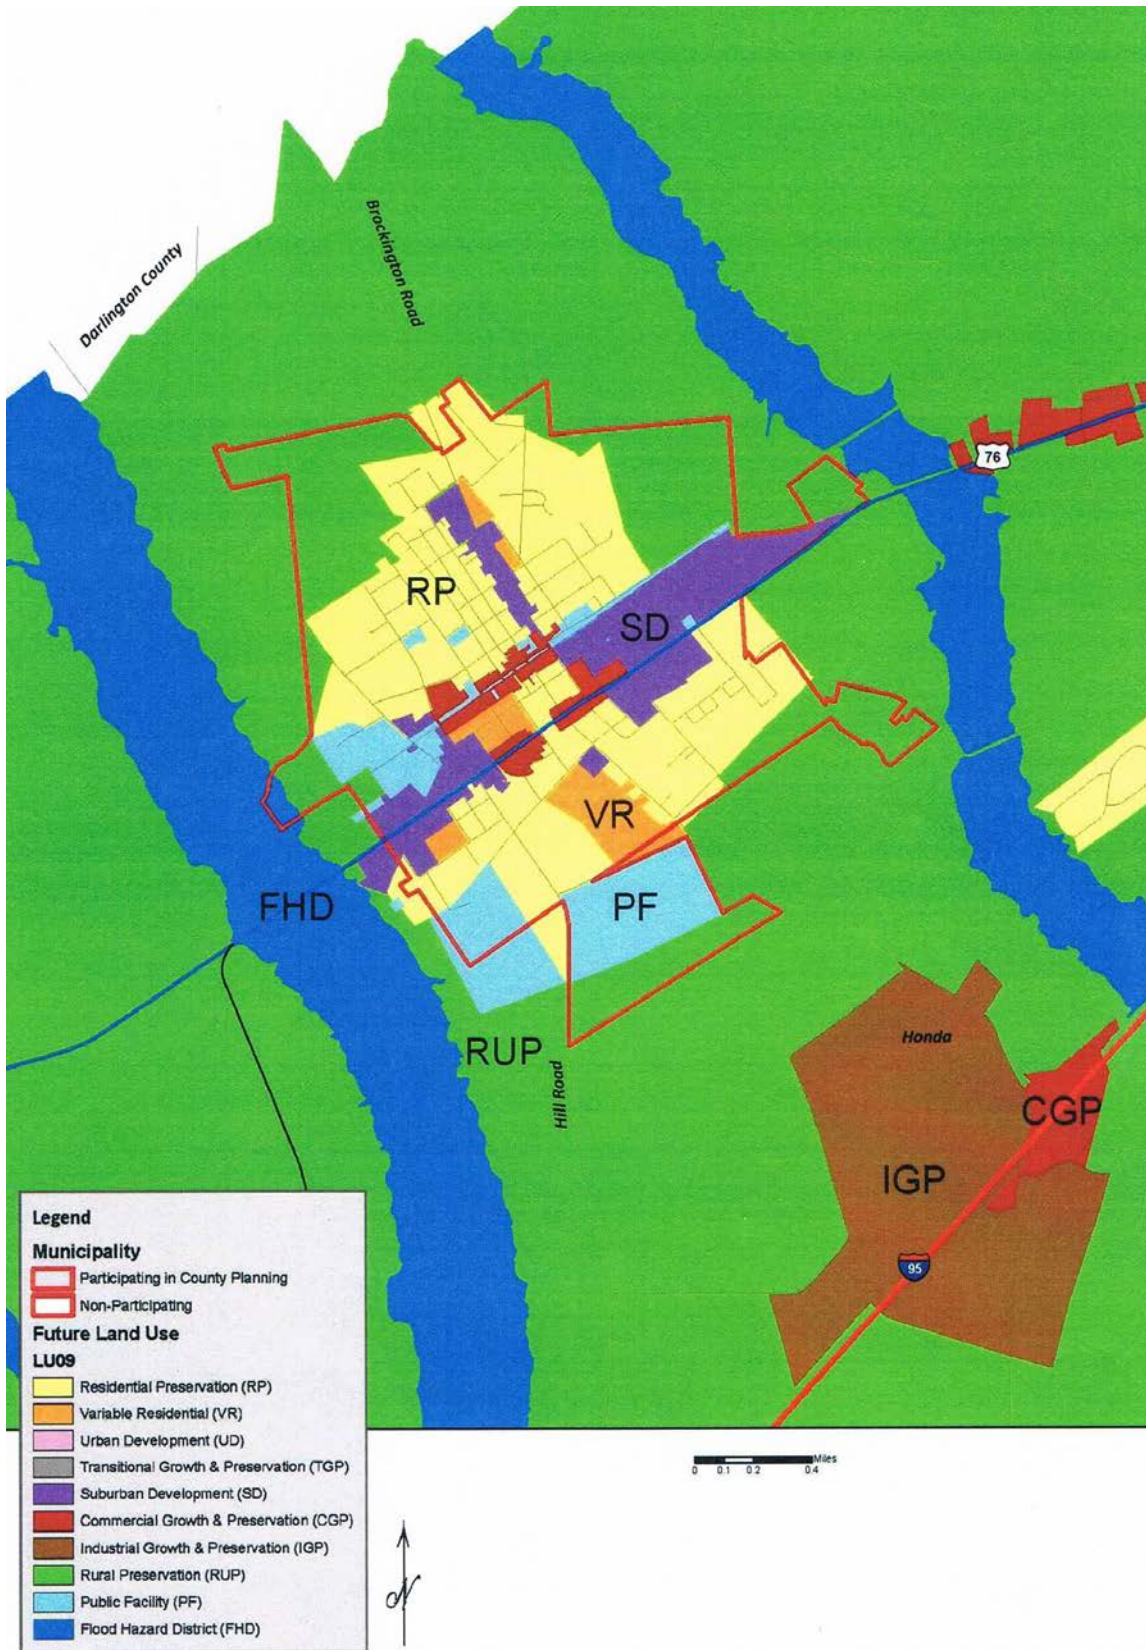 Darlington County
Brockington Road
76
RP
SD
VR
FHD
PF
RUP
Hill Road
Honda
CGP
IGP
95
Legend
Municipality
Participating in County Planning
Non-Participating
Future Land Use
LU09
Residential Preservation (RP)
Variable Residential (VR)
Urban Development (UD)
Transitional Growth & Preservation (TGP)
Suburban Development (SD)
Commercial Growth & Preservation (CGP)
Industrial Growth & Preservation (IGP)
Rural Preservation (RUP)
Public Facility (PF)
Flood Hazard District (FHD)
Miles
0 0.1 0.2 0.4
N